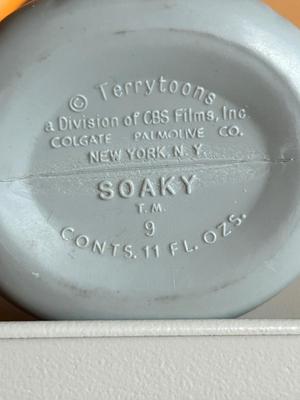 © Terrytoons
a Division of CBS Films, Inc
COLGATE PALMOLIVE CO.
NEW YORK, N.Y.
SOAKY
T.M.
9
CONTS. 11 FL. OZS.